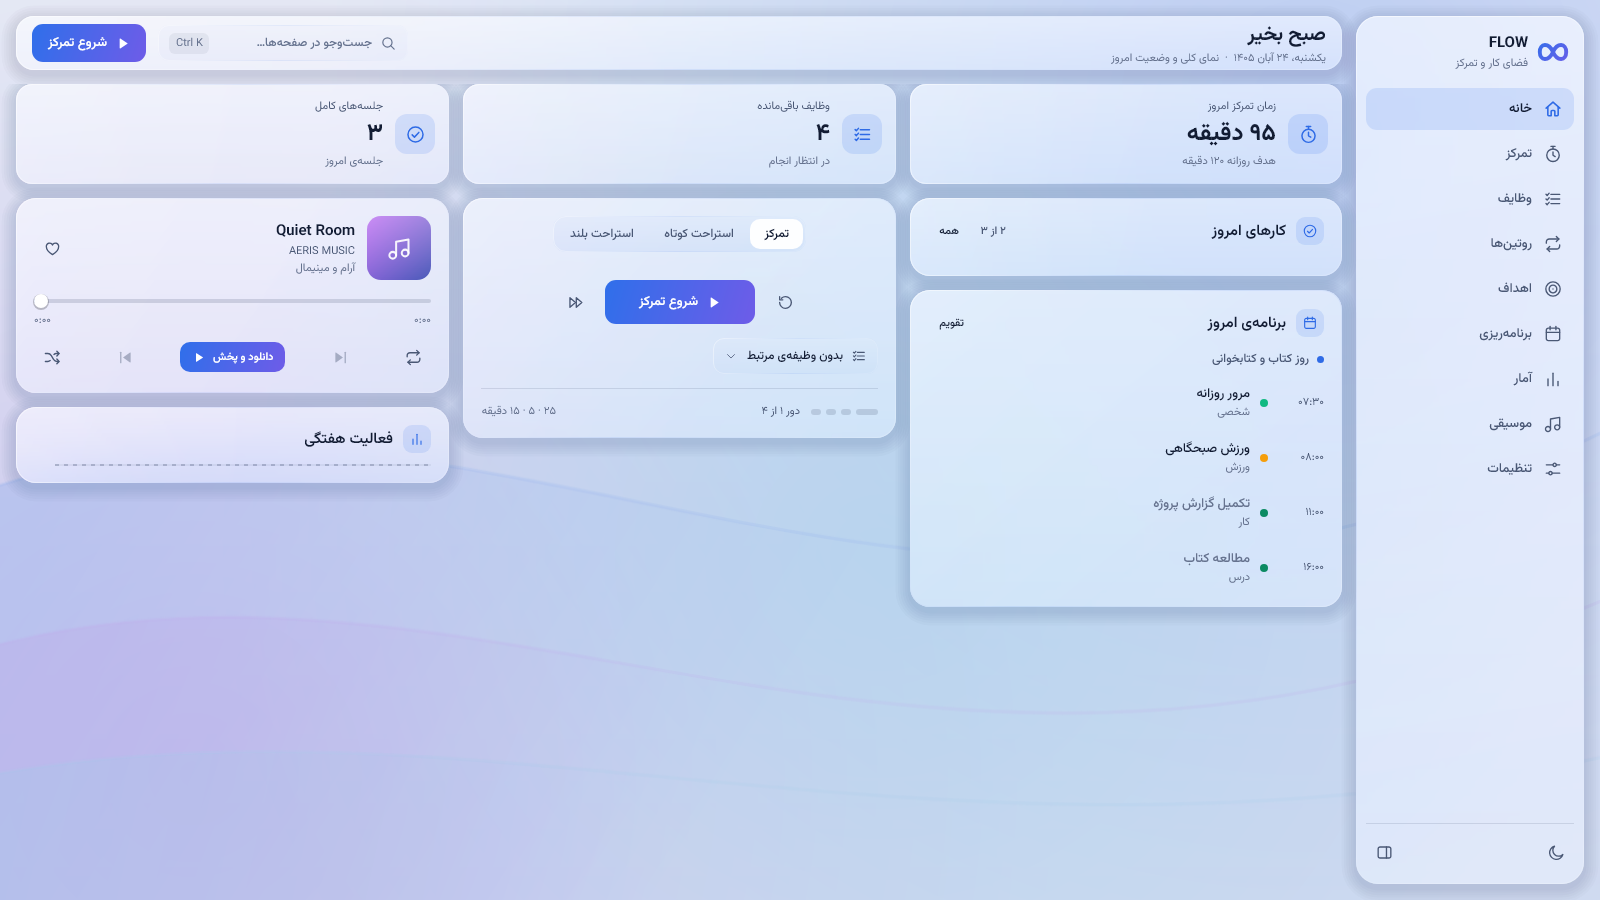 FLOW
فضای کار و تمرکز
خانه
تمرکز
وظایف
روتین‌ها
اهداف
برنامه‌ریزی
آمار
موسیقی
تنظیمات
صبح بخیر
یکشنبه، ۲۴ آبان ۱۴۰۵ · نمای کلی و وضعیت امروز
جست‌وجو در صفحه‌ها…
Ctrl K
شروع تمرکز
زمان تمرکز امروز
۹۵ دقیقه
هدف روزانه ۱۲۰ دقیقه
وظایف باقی‌مانده
۴
در انتظار انجام
جلسه‌های کامل
۳
جلسه‌ی امروز
کارهای امروز
۲ از ۳
همه
برنامه‌ی امروز
تقویم
روز کتاب و کتابخوانی
۰۷:۳۰
مرور روزانه
شخصی
۰۸:۰۰
ورزش صبحگاهی
ورزش
۱۱:۰۰
تکمیل گزارش پروژه
کار
۱۶:۰۰
مطالعه کتاب
درس
تمرکز
استراحت کوتاه
استراحت بلند
شروع تمرکز
بدون وظیفه‌ی مرتبط
دور ۱ از ۴
۲۵ · ۵ · ۱۵ دقیقه
Quiet Room
AERIS MUSIC
آرام و مینیمال
۰:۰۰
۰:۰۰
دانلود و پخش
فعالیت هفتگی